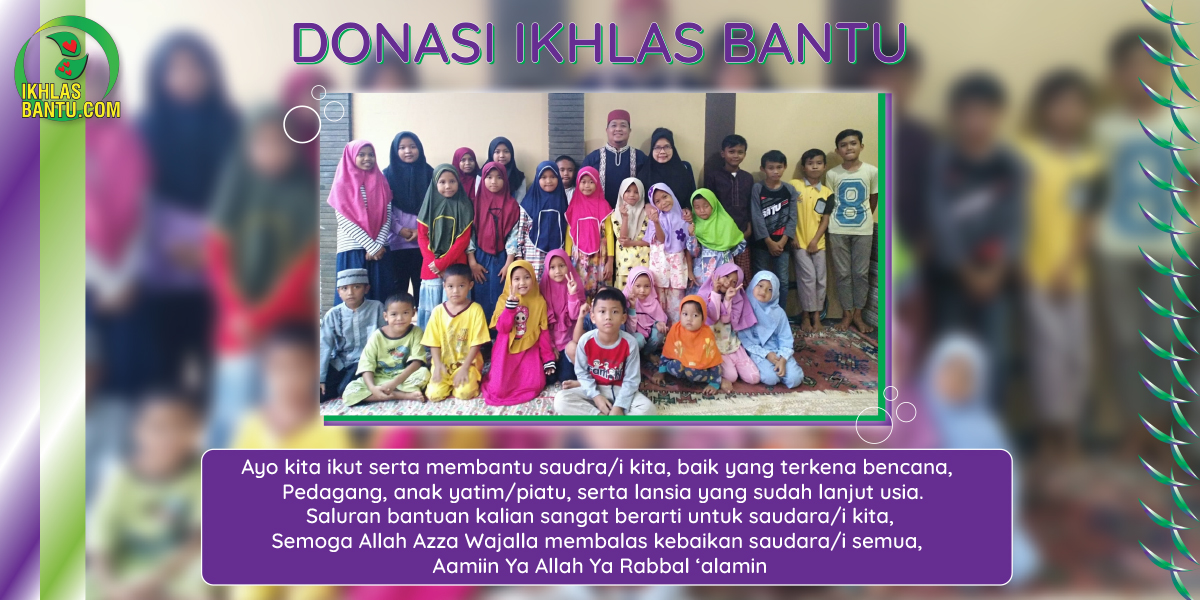 DONASI IKHLAS BANTU
IKHLAS
BANTU.COM
8
Ayo kita ikut serta membantu saudra/i kita, baik yang terkena bencana,
Pedagang, anak yatim/piatu, serta lansia yang sudah lanjut usia.
Saluran bantuan kalian sangat berarti untuk saudara/i kita,
Semoga Allah Azza Wajalla membalas kebaikan saudara/i semua,
Aamiin Ya Allah Ya Rabbal ‘alamin